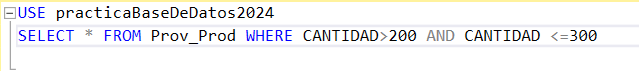 USE practicaBaseDeDatos2024
SELECT * FROM Prov_Prod WHERE CANTIDAD>200 AND CANTIDAD <=300